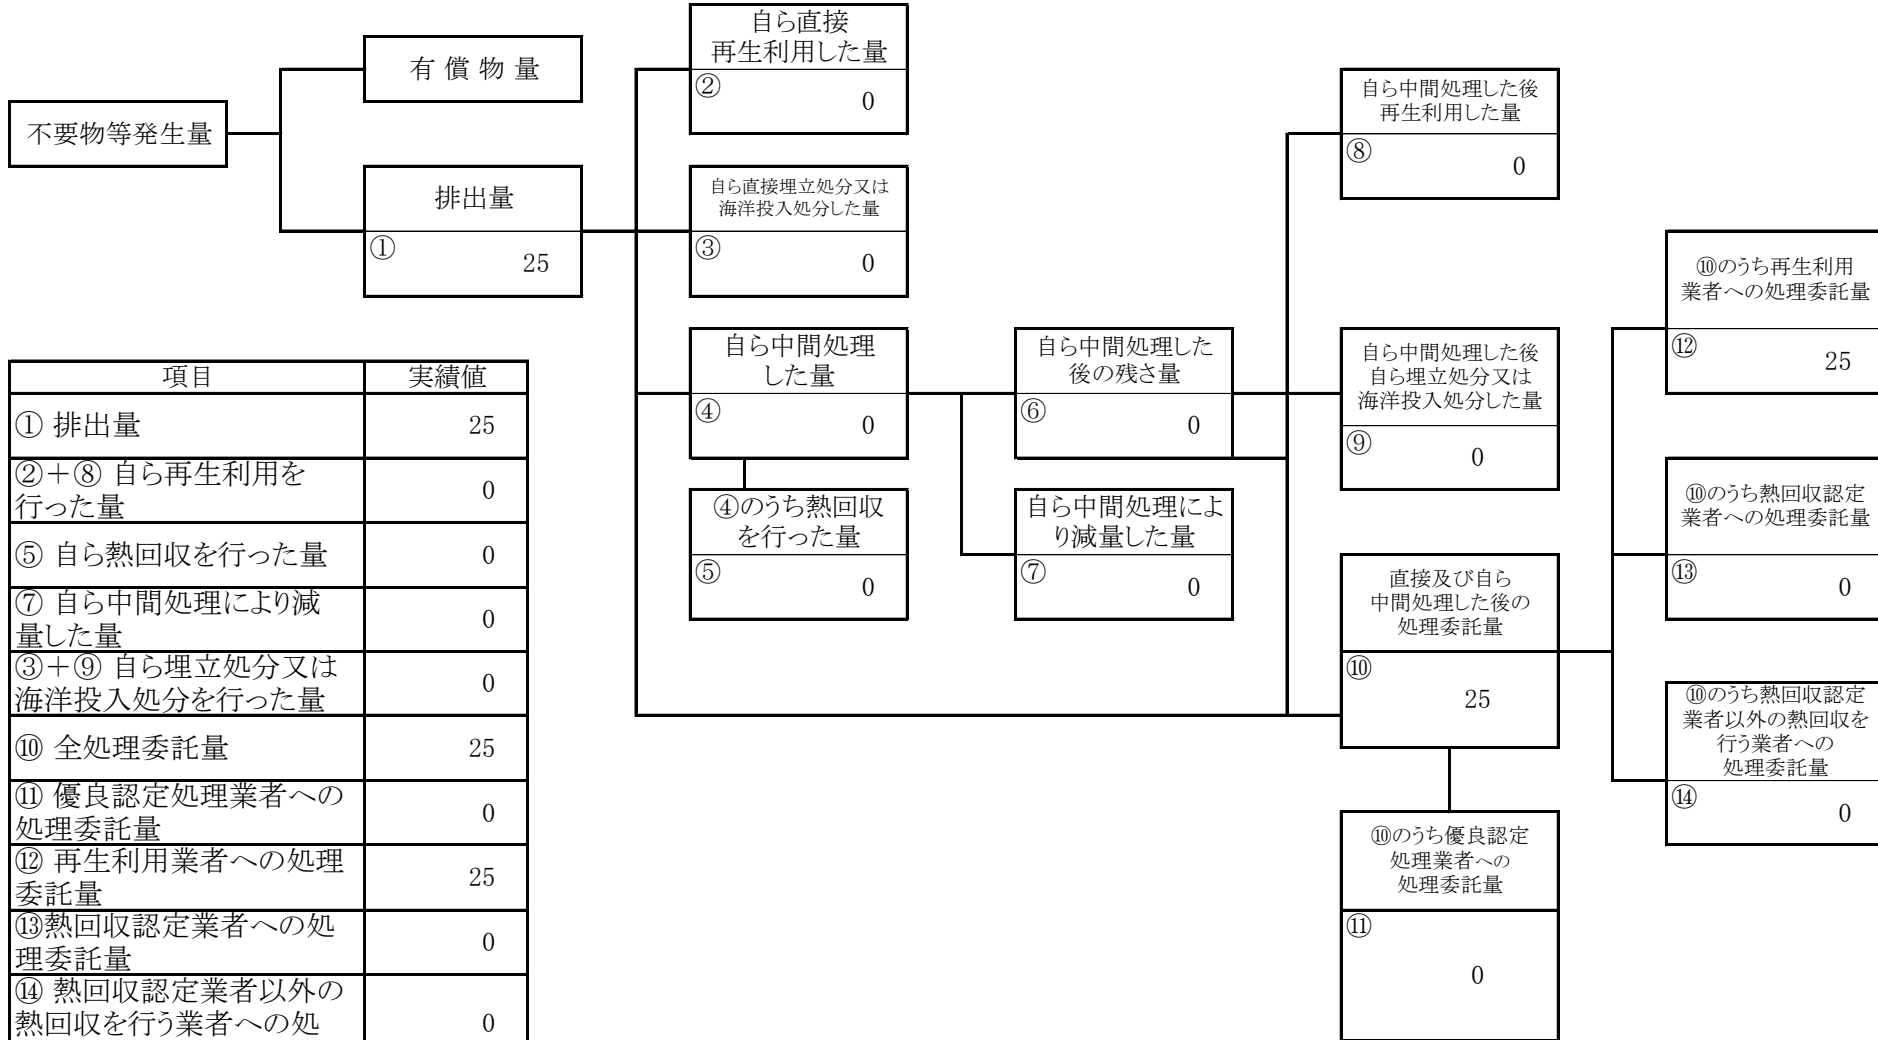 不要物等発生量
有償物量
排出量
①
25
自ら直接
再生利用した量
②
0
自ら直接埋立処分又は
海洋投入処分した量
③
0
自ら中間処理
した量
④
0
④のうち熱回収
を行った量
⑤
0
自ら中間処理した
後の残さ量
⑥
0
自ら中間処理によ
り減量した量
⑦
0
自ら中間処理した後
再生利用した量
⑧
0
自ら中間処理した後
自ら埋立処分又は
海洋投入処分した量
⑨
0
直接及び自ら
中間処理した後の
処理委託量
⑩
25
⑩のうち優良認定
処理業者への
処理委託量
⑪
0
⑩のうち再生利用
業者への処理委託量
⑫
25
⑩のうち熱回収認定
業者への処理委託量
⑬
0
⑩のうち熱回収認定
業者以外の熱回収を
行う業者への
処理委託量
⑭
0
項目 実績値
① 排出量 25
②+⑧ 自ら再生利用を
行った量 0
⑤ 自ら熱回収を行った量 0
⑦ 自ら中間処理により減
量した量 0
③+⑨ 自ら埋立処分又は
海洋投入処分を行った量 0
⑩ 全処理委託量 25
⑪ 優良認定処理業者への
処理委託量 0
⑫ 再生利用業者への処理
委託量 25
⑬熱回収認定業者への処
理委託量 0
⑭ 熱回収認定業者以外の
熱回収を行う業者への処 0